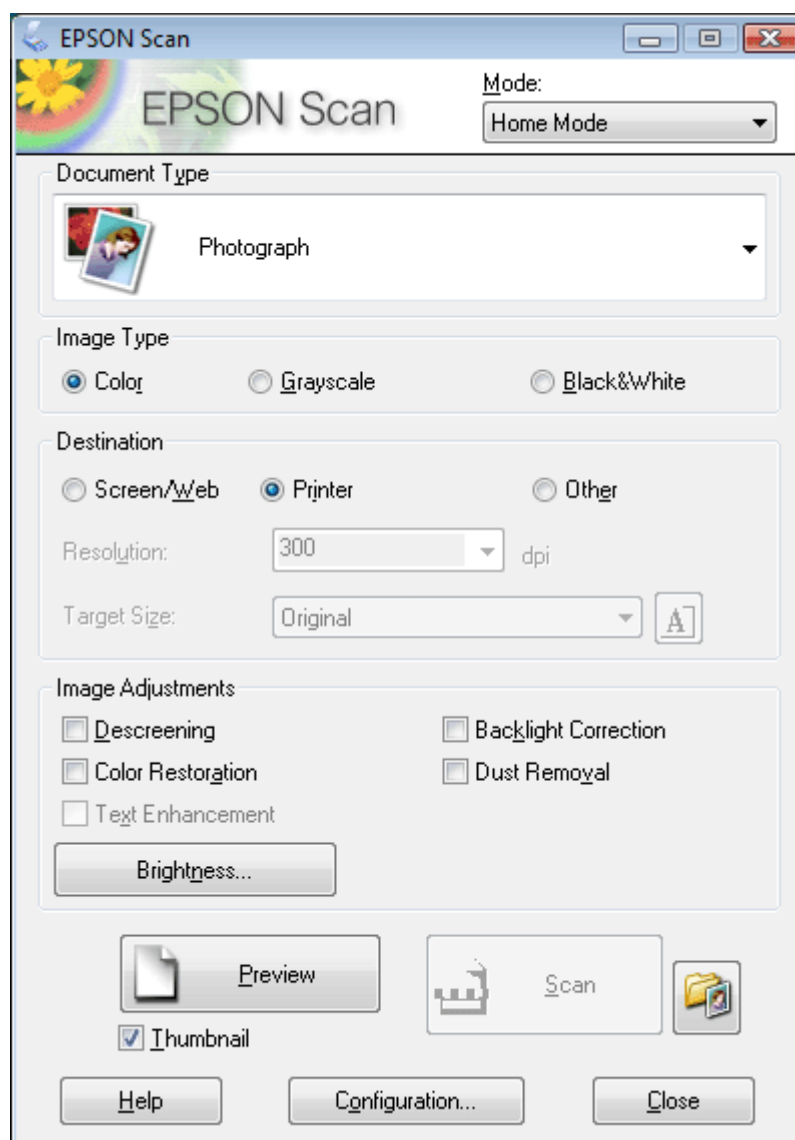 EPSON Scan
EPSON Scan
Mode:
Home Mode
Document Type
Photograph
Image Type
Color Grayscale Black&White
Destination
Screen/Web Printer Other
Resolution: 300 dpi
Target Size: Original A
Image Adjustments
Descreening Backlight Correction
Color Restoration Dust Removal
Text Enhancement
Brightness...
Preview Scan
Thumbnail
Help Configuration... Close